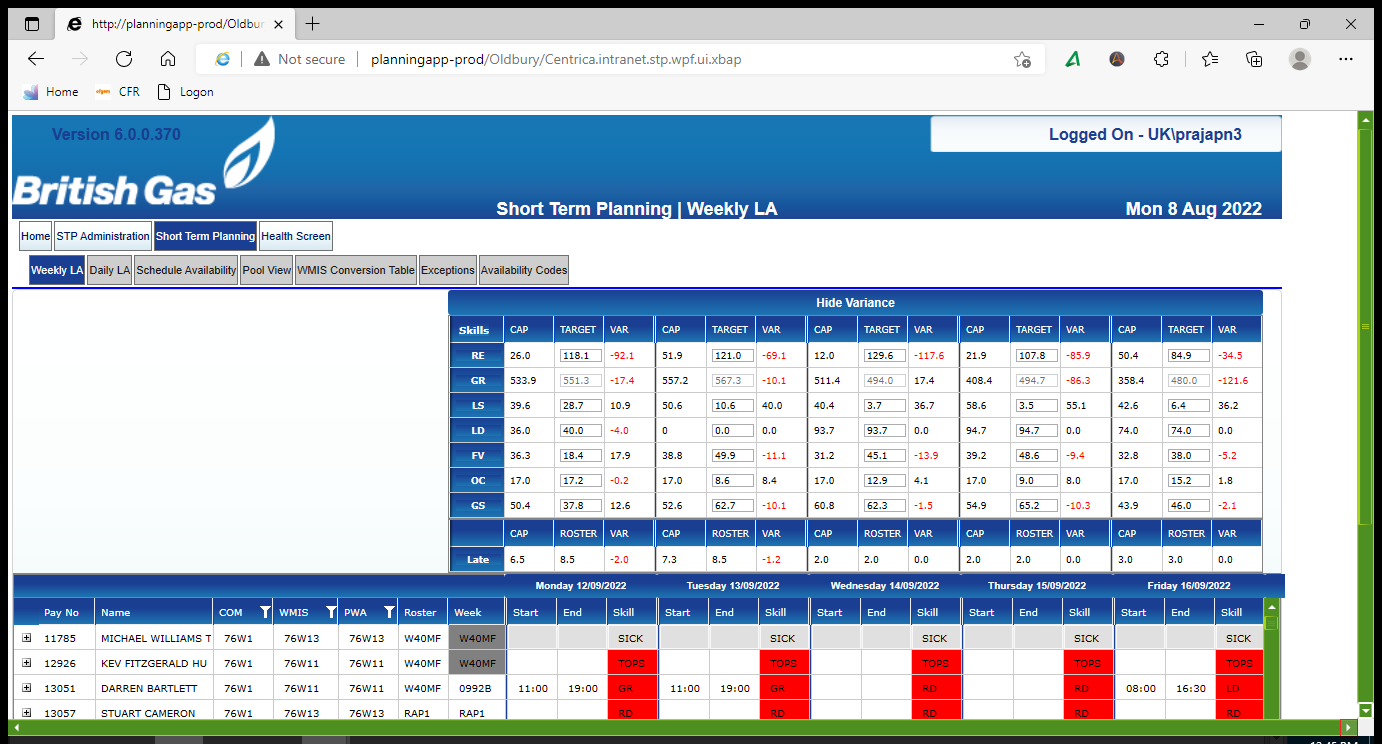 http://planningapp-prod/Oldbur
Not secure planningapp-prod/Oldbury/Centrica.intranet.stp.wpf.ui.xbap
Home CFR Logon
Version 6.0.0.370
Logged On - UK\prajapn3
British Gas
Short Term Planning | Weekly LA
Mon 8 Aug 2022
Home STP Administration Short Term Planning Health Screen
Weekly LA Daily LA Schedule Availability Pool View WMIS Conversion Table Exceptions Availability Codes
Hide Variance
Skills CAP TARGET VAR CAP TARGET VAR CAP TARGET VAR CAP TARGET VAR CAP TARGET VAR
RE 26.0 118.1 -92.1 51.9 121.0 -69.1 12.0 129.6 -117.6 21.9 107.8 -85.9 50.4 84.9 -34.5
GR 533.9 551.3 -17.4 557.2 567.3 -10.1 511.4 494.0 17.4 408.4 494.7 -86.3 358.4 480.0 -121.6
LS 39.6 28.7 10.9 50.6 10.6 40.0 40.4 3.7 36.7 58.6 3.5 55.1 42.6 6.4 36.2
LD 36.0 40.0 -4.0 0 0.0 0.0 93.7 93.7 0.0 94.7 94.7 0.0 74.0 74.0 0.0
FV 36.3 18.4 17.9 38.8 49.9 -11.1 31.2 45.1 -13.9 39.2 48.6 -9.4 32.8 38.0 -5.2
OC 17.0 17.2 -0.2 17.0 8.6 8.4 17.0 12.9 4.1 17.0 9.0 8.0 17.0 15.2 1.8
GS 50.4 37.8 12.6 52.6 62.7 -10.1 60.8 62.3 -1.5 54.9 65.2 -10.3 43.9 46.0 -2.1
CAP ROSTER VAR CAP ROSTER VAR CAP ROSTER VAR CAP ROSTER VAR CAP ROSTER VAR
Late 6.5 8.5 -2.0 7.3 8.5 -1.2 2.0 2.0 0.0 2.0 2.0 0.0 3.0 3.0 0.0
Monday 12/09/2022 Tuesday 13/09/2022 Wednesday 14/09/2022 Thursday 15/09/2022 Friday 16/09/2022
Pay No Name COM WMIS PWA Roster Week Start End Skill Start End Skill Start End Skill Start End Skill Start End Skill
11785 MICHAEL WILLIAMS T 76W1 76W13 76W13 W40MF W40MF SICK SICK SICK SICK SICK
12926 KEV FITZGERALD HU 76W1 76W11 76W11 W40MF W40MF TOPS TOPS TOPS TOPS TOPS
13051 DARREN BARTLETT 76W1 76W11 76W11 W40MF 0992B 11:00 19:00 GR 11:00 19:00 GR RD RD 08:00 16:30 LD
13057 STUART CAMERON 76W1 76W13 76W13 RAP1 RAP1 RD RD RD RD RD